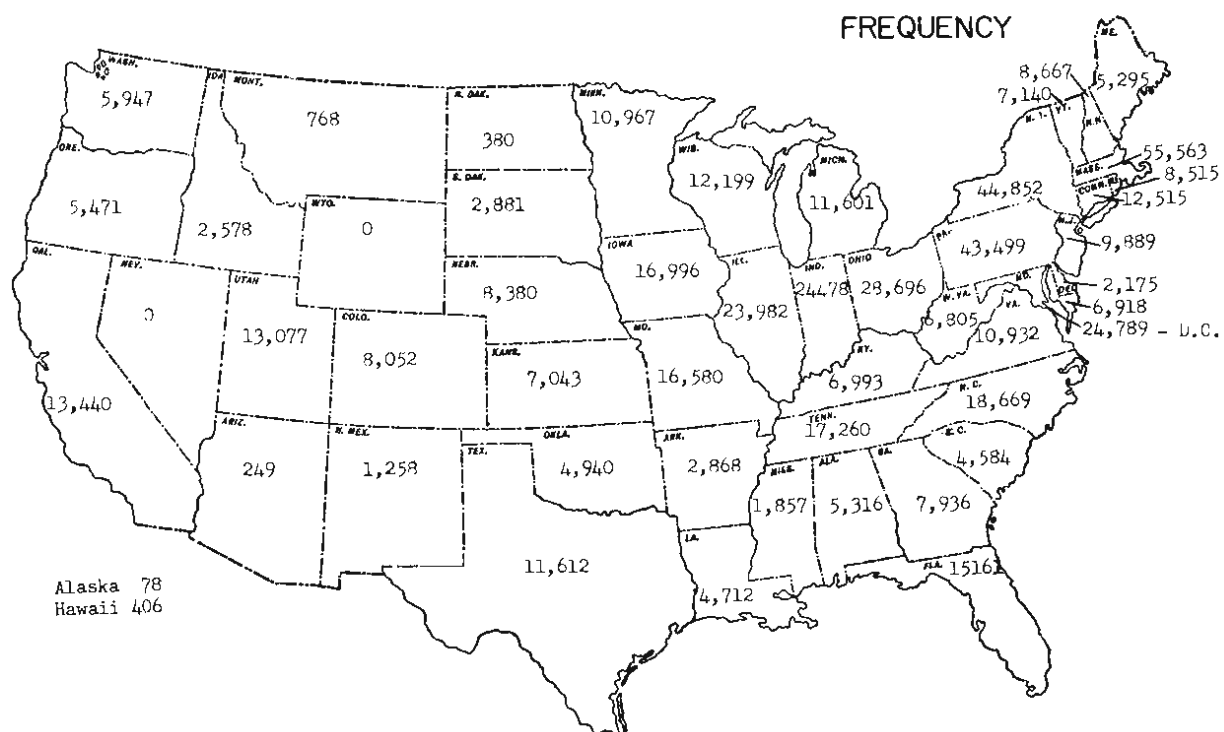 FREQUENCY
ME.
WASH.
IDA
MONT.
N. DAK.
MINN.
8,667
5,295
7,140
5,947
768
380
10,967
N. Y.
VT.
N.H.
ORE.
WIS.
MICH.
MASS.
55,563
S. DAK.
12,199
44,852
CONN.
8,515
5,471
2,578
WYO.
0
2,881
11,601
12,515
CAL.
NEV.
UTAH
NEBR.
IOWA
16,996
ILL.
IND.
OHIO
PA.
43,499
N.J.
9,889
8,380
24478
28,696
W. VA.
MD.
DEL
2,175
0
13,077
COLO.
8,052
MO.
23,982
6,805
VA.
6,918
10,932
24,789 - D.C.
KANS.
7,043
16,580
KY.
6,993
13,440
N. C.
18,669
ARIZ.
N. MEX.
TEX.
OKLA.
ARK.
TENN.
17,260
S. C.
249
1,258
4,940
2,868
MISS.
ALA.
GA.
4,584
1,857
5,316
7,936
LA.
11,612
FLA.
15161
4,712
Alaska 78
Hawaii 406